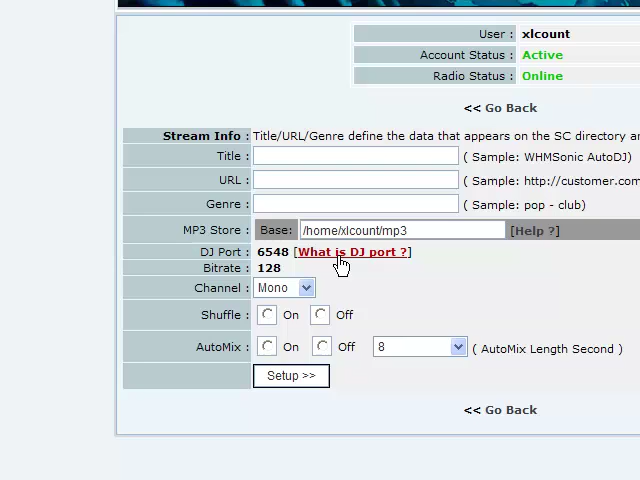 User : xlcount
Account Status : Active
Radio Status : Online
<< Go Back
Stream Info : Title/URL/Genre define the data that appears on the SC directory
Title : ( Sample: WHMSonic AutoDJ)
URL : ( Sample: http://customer.com
Genre : ( Sample: pop - club)
MP3 Store : Base: /home/xlcount/mp3 [Help ?]
DJ Port : 6548 [What is DJ port ?]
Bitrate : 128
Channel : Mono
Shuffle : On Off
AutoMix : On Off 8 ( AutoMix Length Second )
Setup >>
<< Go Back